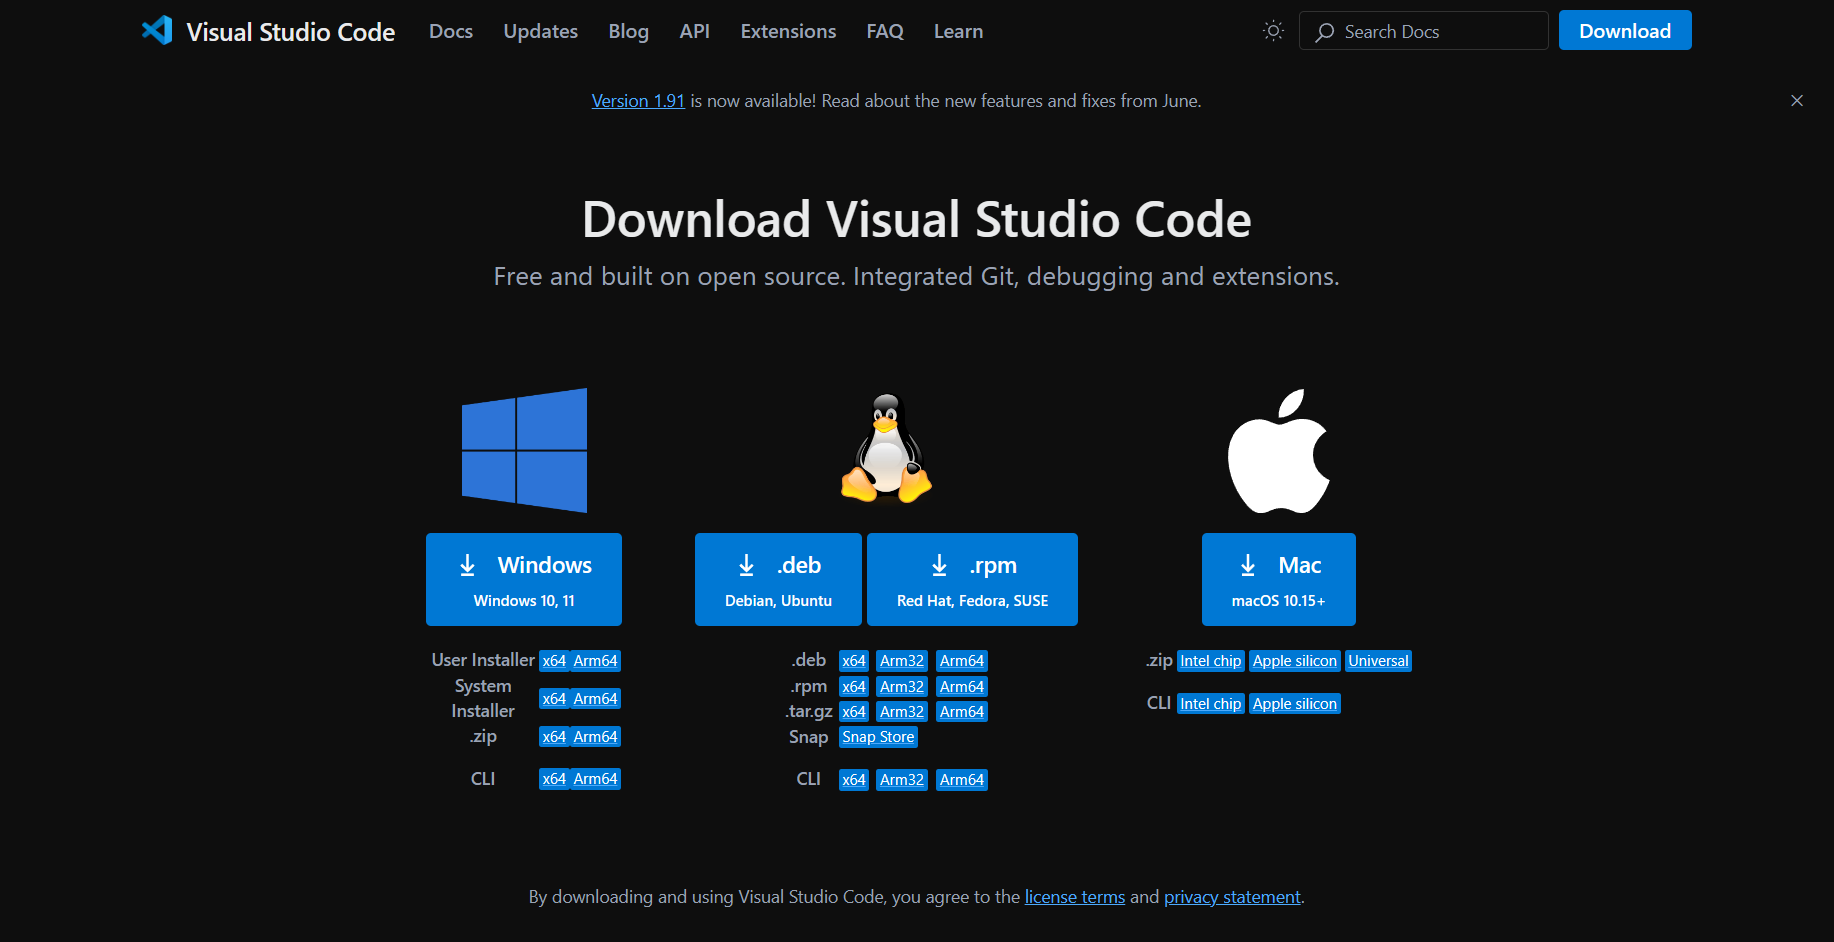 Visual Studio Code Docs Updates Blog API Extensions FAQ Learn Search Docs Download
Version 1.91 is now available! Read about the new features and fixes from June.
Download Visual Studio Code
Free and built on open source. Integrated Git, debugging and extensions.
Windows
Windows 10, 11
User Installer x64 Arm64
System
Installer x64 Arm64
.zip x64 Arm64
CLI x64 Arm64
.deb
Debian, Ubuntu
.rpm
Red Hat, Fedora, SUSE
.deb x64 Arm32 Arm64
.rpm x64 Arm32 Arm64
.tar.gz x64 Arm32 Arm64
Snap Snap Store
CLI x64 Arm32 Arm64
Mac
macOS 10.15+
.zip Intel chip Apple silicon Universal
CLI Intel chip Apple silicon
By downloading and using Visual Studio Code, you agree to the license terms and privacy statement.